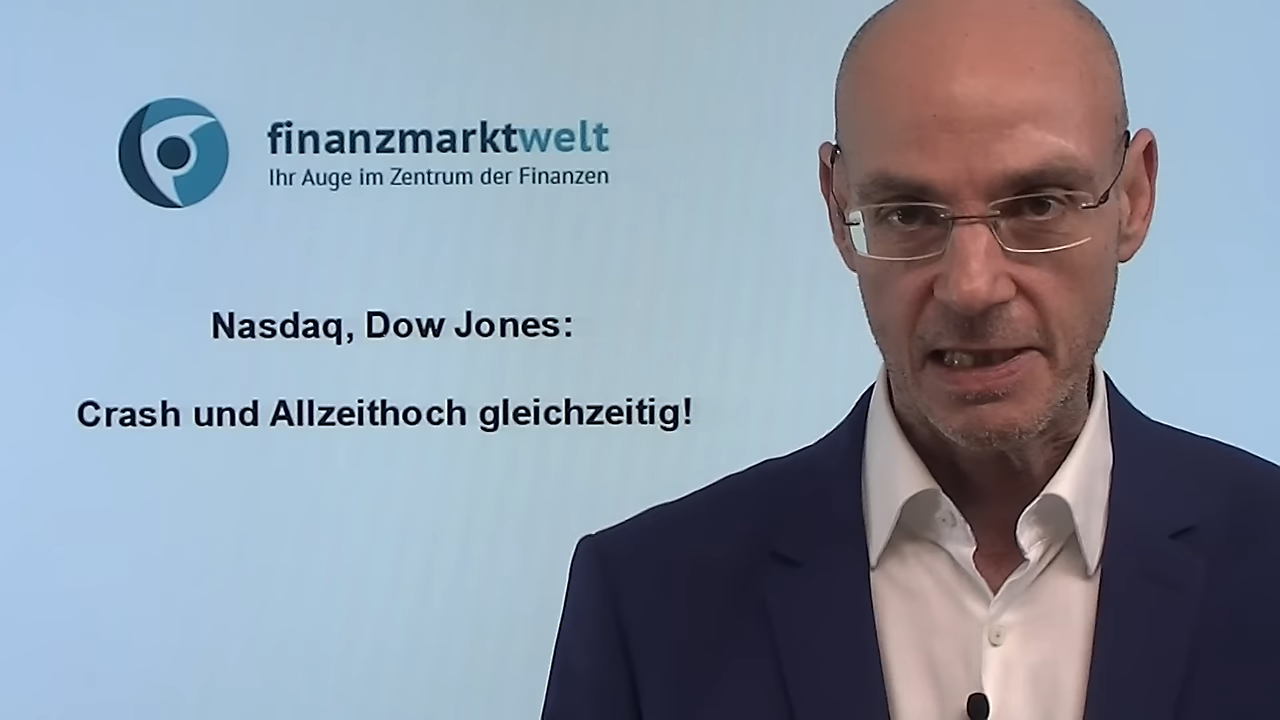 finanzmarktwelt
Ihr Auge im Zentrum der Finanzen
Nasdaq, Dow Jones:
Crash und Allzeithoch gleichzeitig!